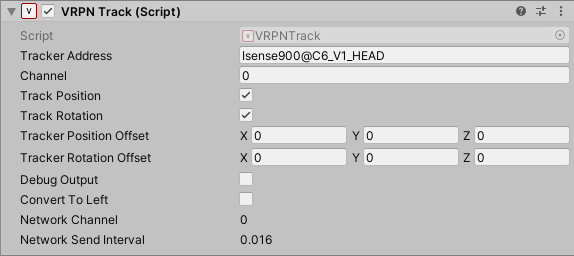 VRPN Track (Script)
Script VRPNTrack
Tracker Address Isense900@C6_V1_HEAD
Channel 0
Track Position
Track Rotation
Tracker Position Offset X 0 Y 0 Z 0
Tracker Rotation Offset X 0 Y 0 Z 0
Debug Output
Convert To Left
Network Channel 0
Network Send Interval 0.016